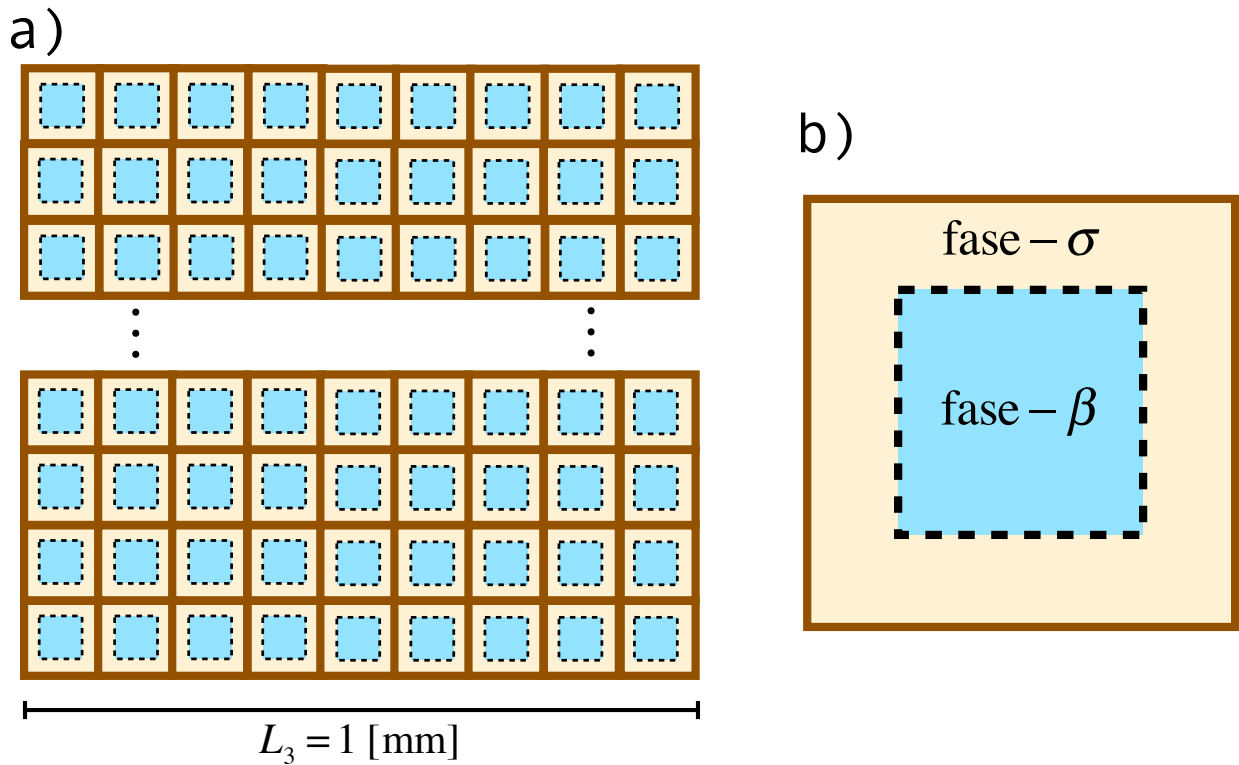 a)
b)
fase – σ
fase – β
L₃ = 1 [mm]